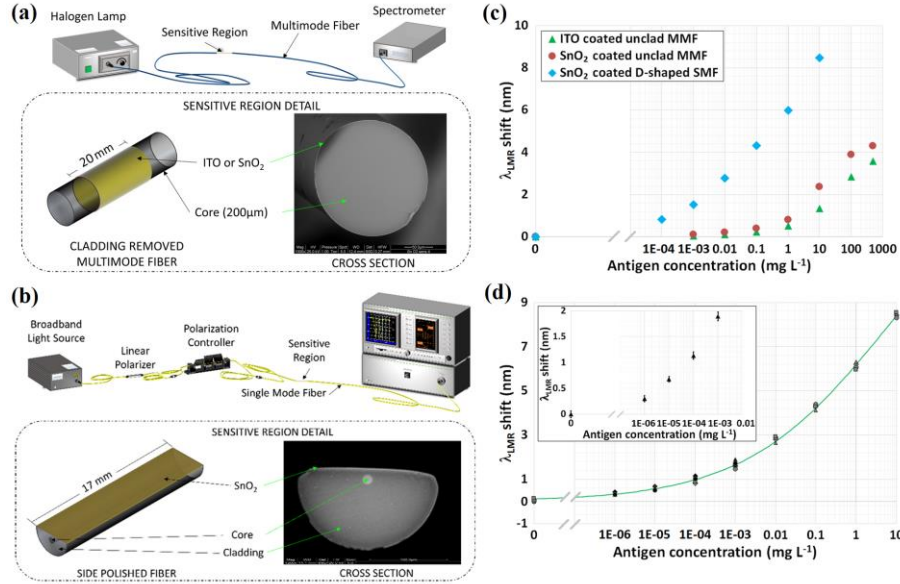 (a)
Halogen Lamp
Sensitive
Region
Multimode
Fiber
Spectrometer
SENSITIVE REGION DETAIL
20 mm
ITO or SnO2
Core (200μm)
CLADDING REMOVED
MULTIMODE FIBER
CROSS SECTION
(b)
Broadband
Light Source
Linear
Polarizer
Polarization
Controller
Sensitive
Region
Single Mode Fiber
SENSITIVE REGION DETAIL
17 mm
SnO2
Core
Cladding
SIDE POLISHED FIBER
CROSS SECTION
(c)
ITO coated unclad MMF
SnO2 coated unclad MMF
SnO2 coated D-shaped SMF
λLMR shift (nm)
10
8
6
4
2
0
0
1E-04
1E-03
0.01
0.1
1
10
100
1000
Antigen concentration (mg L-1)
(d)
λLMR shift (nm)
9
7
5
3
1
-1
0
1E-06
1E-05
1E-04
1E-03
0.01
0.1
1
10
Antigen concentration (mg L-1)
λLMR shift (nm)
2
1.5
1
0.5
0
0
1E-06
1E-05
1E-04
1E-03
0.01
Antigen concentration (mg L-1)